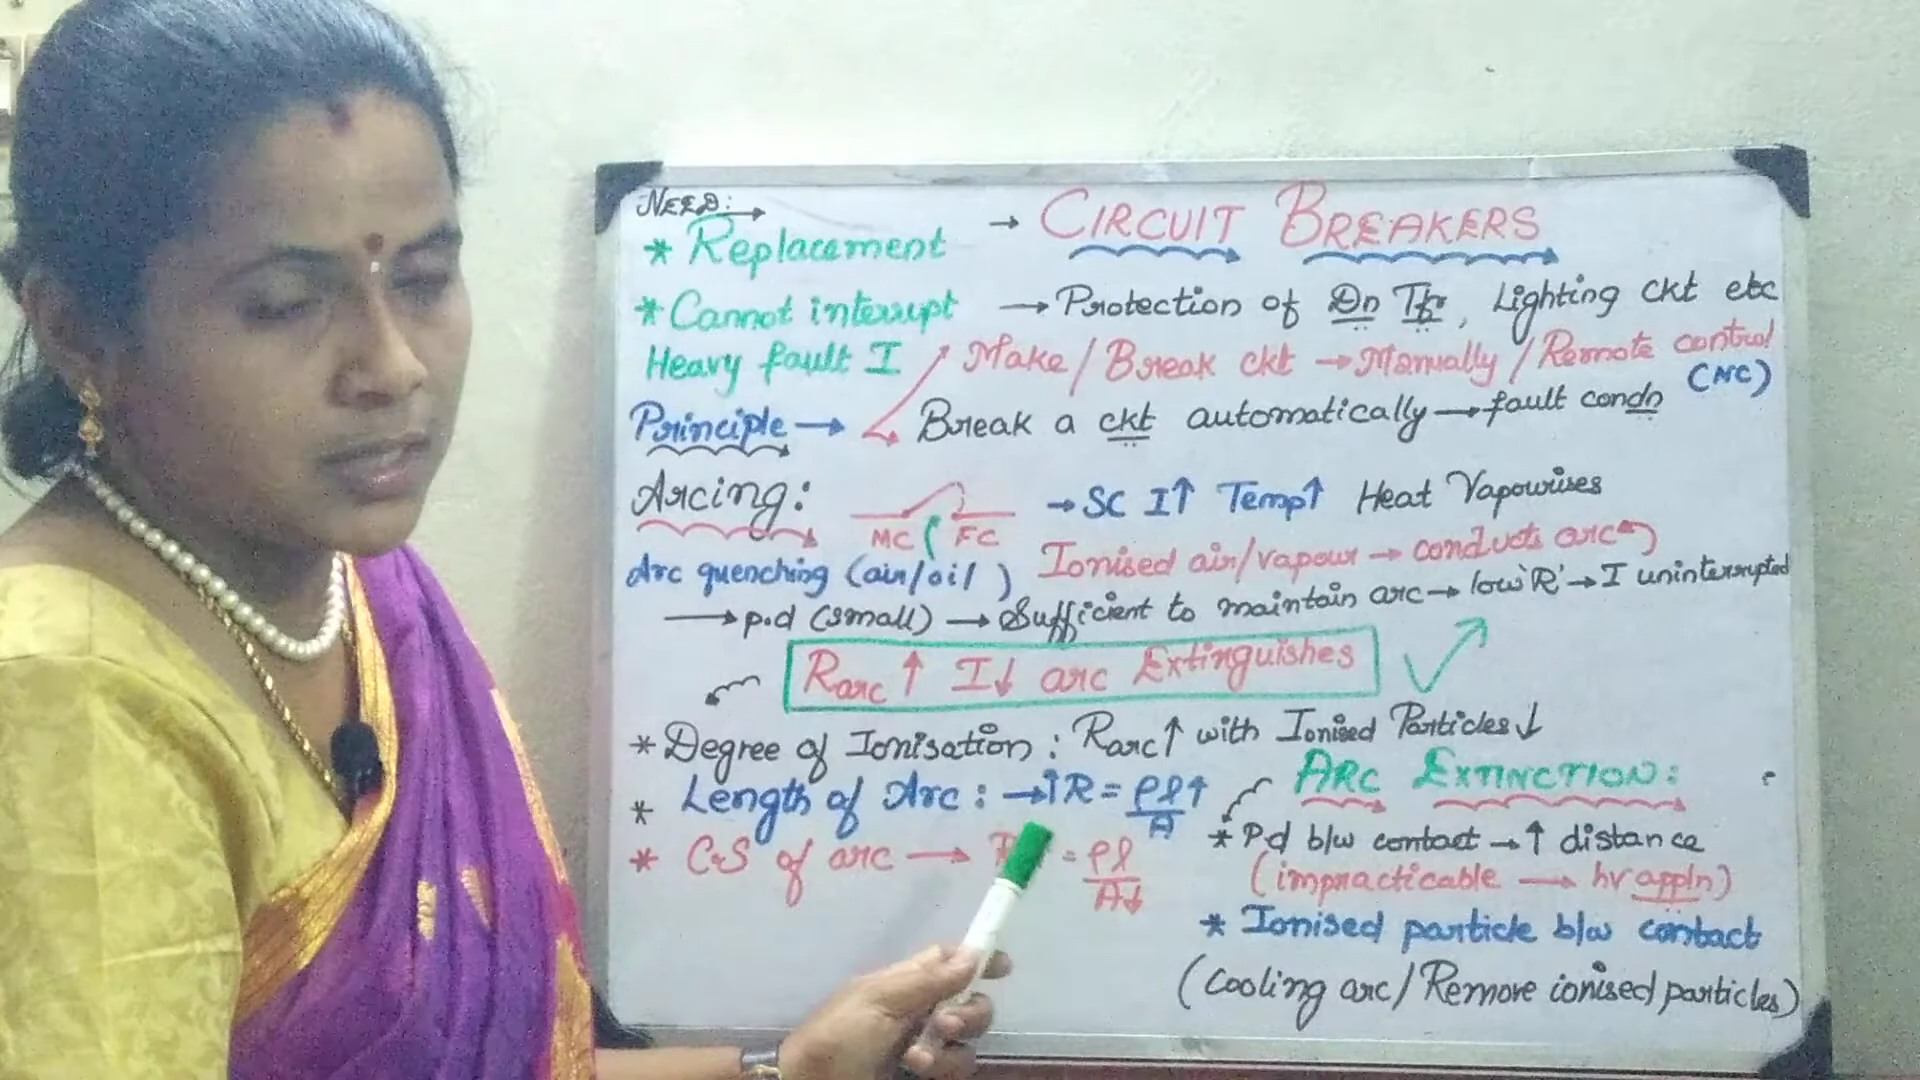 NEED: →
→ CIRCUIT BREAKERS
* Replacement
* Cannot interrupt
Heavy fault I
→ Protection of Dn Tfr, Lighting ckt etc
Make / Break ckt → Manually / Remote control
(NC)
Principle → Break a ckt automatically → fault condn
Arcing:
MC FC
→ SC I↑ Temp↑ Heat Vapourises
Ionised air/vapour → conducts arc
Arc quenching (air/oil)
→ p.d (small) → Sufficient to maintain arc → low 'R' → I uninterrupted
Rarc ↑ I↓ arc Extinguishes
* Degree of Ionisation: Rarc↑ with Ionised Particles↓
* Length of Arc: → ↑R = ρl↑/A
* C.S of arc → = ρl/A↓
ARC EXTINCTION:
* Pd b/w contact → ↑ distance
(impracticable → hv appln)
* Ionised particle b/w contact
(Cooling arc / Remove ionised particles)